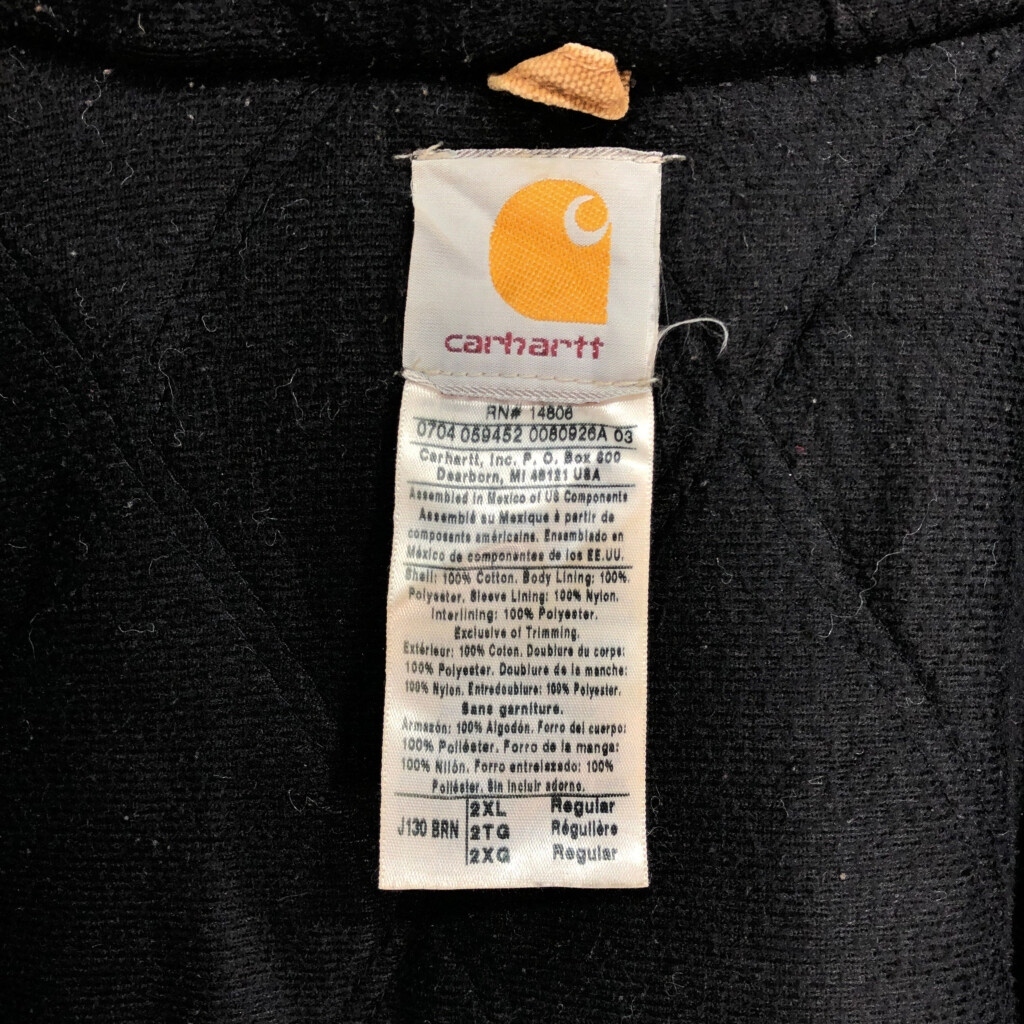 carhartt
RN# 14806
0704 059452 0080926A 03
Carhartt, Inc. P. O. Box 600
Dearborn, MI 48121 USA
Assembled in Mexico of US Components
Assemblé au Mexique à partir de
composants américains. Ensamblado en
México de componentes de los EE.UU.
Shell: 100% Cotton. Body Lining: 100%
Polyester. Sleeve Lining: 100% Nylon.
Interlining: 100% Polyester.
Exclusive of Trimming.
Extérieur: 100% Coton. Doublure du corps:
100% Polyester. Doublure de la manche:
100% Nylon. Entredoublure: 100% Polyester.
Sans garniture.
Armazón: 100% Algodón. Forro del cuerpo:
100% Poliéster. Forro de la manga:
100% Nilón. Forro entrelazado: 100%
Poliéster. Sin incluir adorno.
J130 BRN 2XL Regular
2TG Régulière
2XG Regular